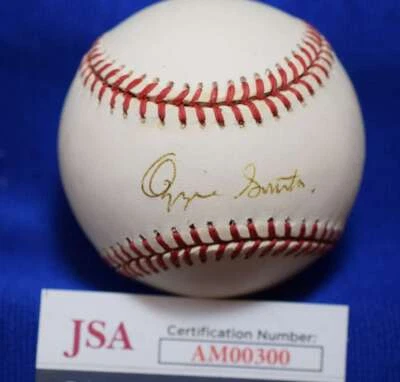 Ozzie Smith
JSA
Certification Number:
AM00300